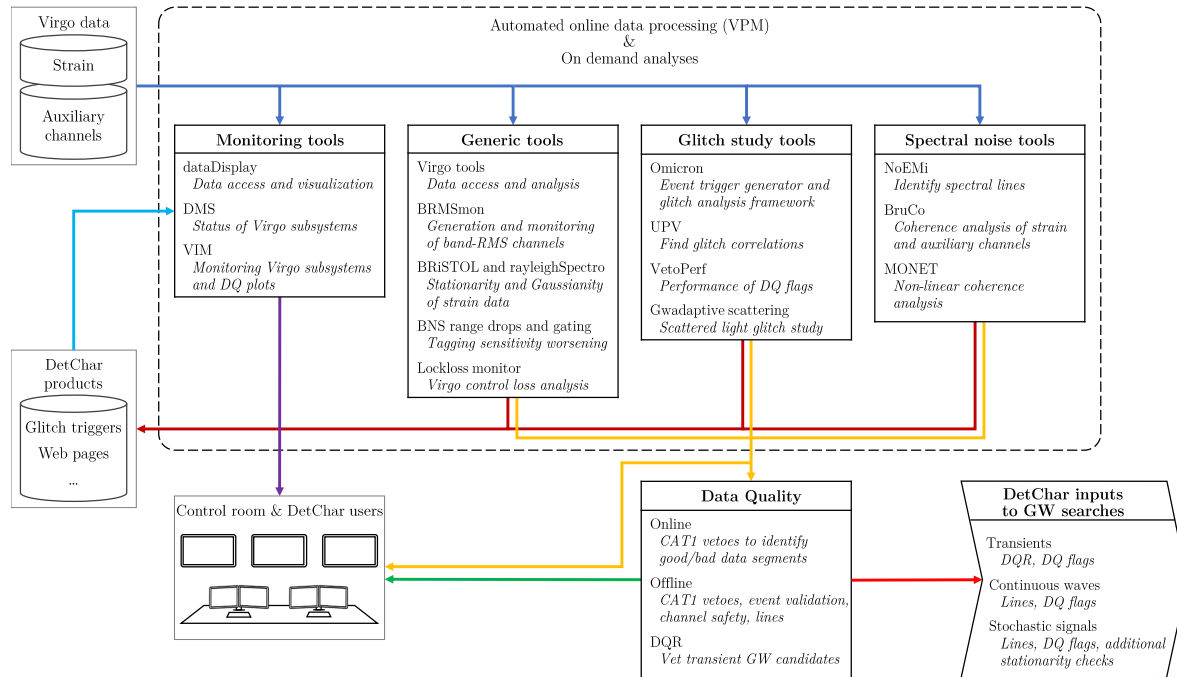 Virgo data
Strain
Auxiliary
channels
Automated online data processing (VPM)
&
On demand analyses
Monitoring tools
dataDisplay
Data access and visualization
DMS
Status of Virgo subsystems
VIM
Monitoring Virgo subsystems
and DQ plots
Generic tools
Virgo tools
Data access and analysis
BRMSmon
Generation and monitoring
of band-RMS channels
BRiSTOL and rayleighSpectro
Stationarity and Gaussianity
of strain data
BNS range drops and gating
Tagging sensitivity worsening
Lockloss monitor
Virgo control loss analysis
Glitch study tools
Omicron
Event trigger generator and
glitch analysis framework
UPV
Find glitch correlations
VetoPerf
Performance of DQ flags
Gwadaptive scattering
Scattered light glitch study
Spectral noise tools
NoEMi
Identify spectral lines
BruCo
Coherence analysis of strain
and auxiliary channels
MONET
Non-linear coherence
analysis
DetChar
products
Glitch triggers
Web pages
...
Control room & DetChar users
Data Quality
Online
CAT1 vetoes to identify
good/bad data segments
Offline
CAT1 vetoes, event validation,
channel safety, lines
DQR
Vet transient GW candidates
DetChar inputs
to GW searches
Transients
DQR, DQ flags
Continuous waves
Lines, DQ flags
Stochastic signals
Lines, DQ flags, additional
stationarity checks